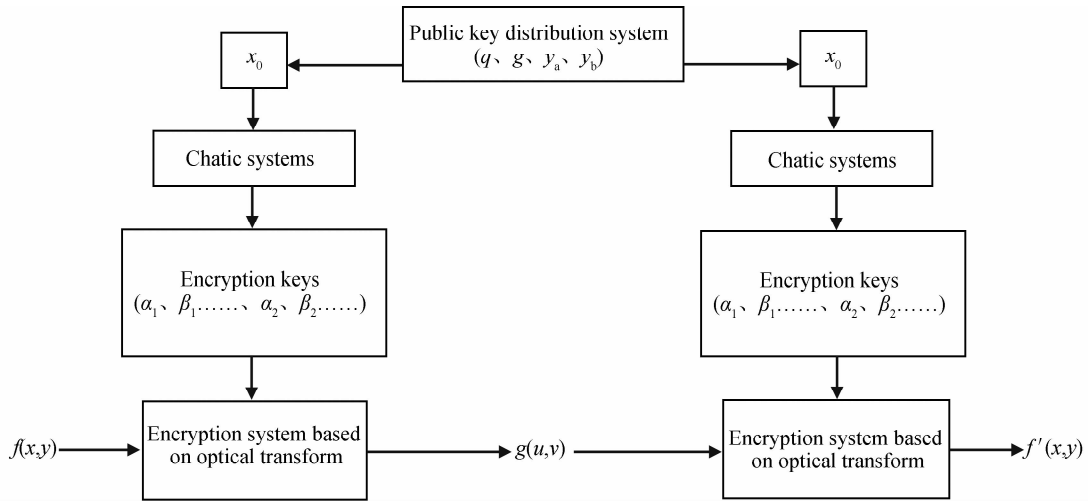 Public key distribution system
(q、g、yₐ、y_b)
x₀
x₀
Chatic systems
Chatic systems
Encryption keys
(α₁、β₁……、α₂、β₂……)
Encryption keys
(α₁、β₁……、α₂、β₂……)
f(x,y)
Encryption system based
on optical transform
g(u,v)
Encryption system based
on optical transform
f′(x,y)